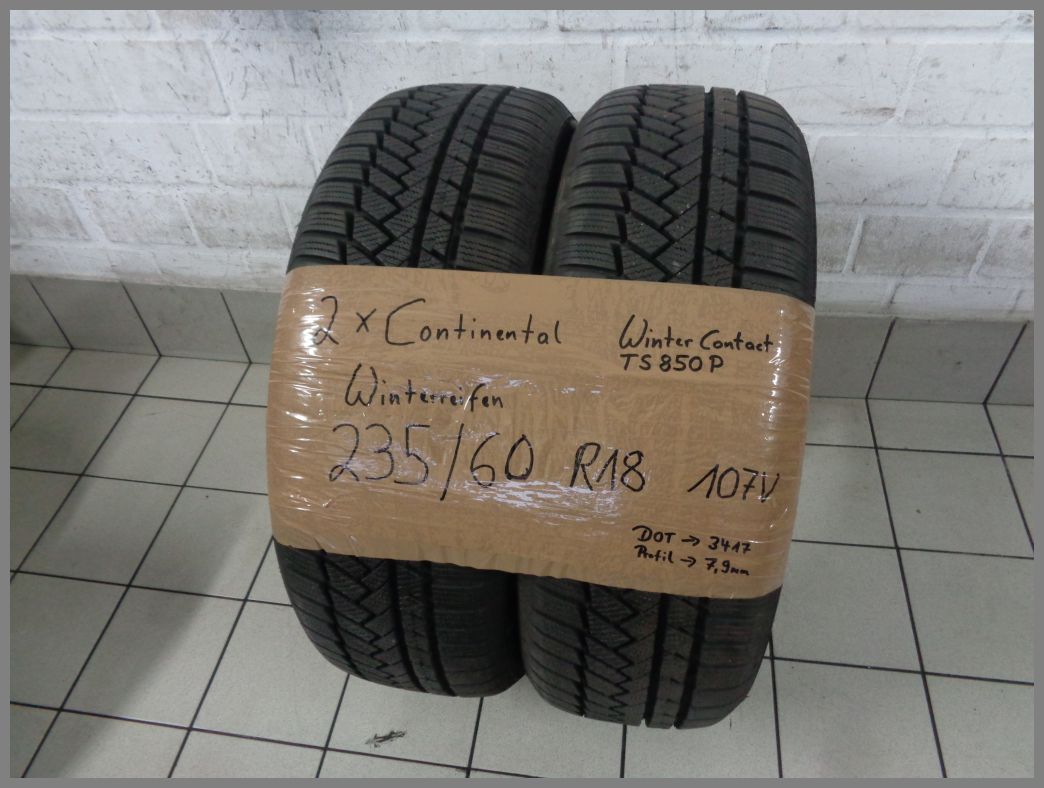 2 x Continental
Winter Contact
TS 850 P
Winterreifen
235/60 R18 107V
DOT → 3417
Profil → 7,9mm